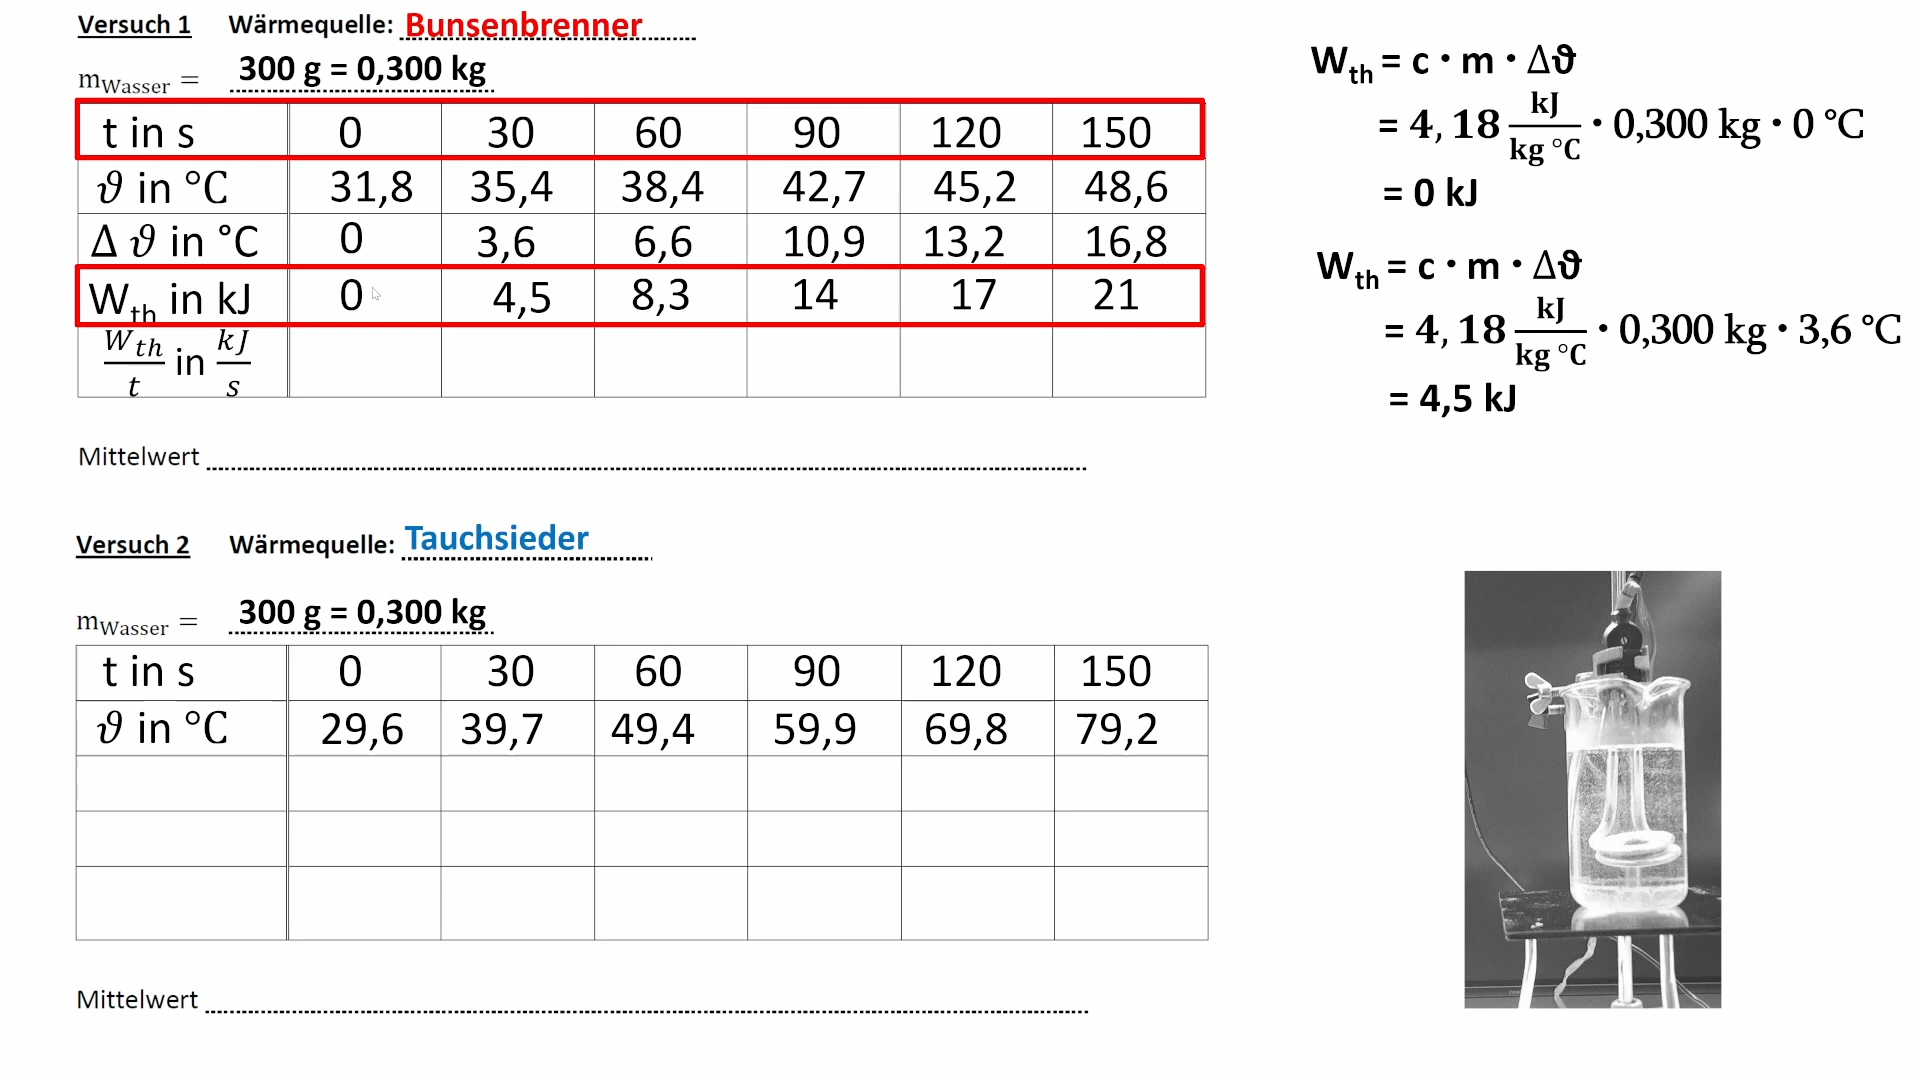 Versuch 1 Wärmequelle: Bunsenbrenner
mWasser = 300 g = 0,300 kg
t in s 0 30 60 90 120 150
ϑ in °C 31,8 35,4 38,4 42,7 45,2 48,6
Δ ϑ in °C 0 3,6 6,6 10,9 13,2 16,8
Wth in kJ 0 4,5 8,3 14 17 21
Wth/t in kJ/s
Mittelwert
Wth = c · m · Δϑ
= 4,18 kJ/kg °C · 0,300 kg · 0 °C
= 0 kJ
Wth = c · m · Δϑ
= 4,18 kJ/kg °C · 0,300 kg · 3,6 °C
= 4,5 kJ
Versuch 2 Wärmequelle: Tauchsieder
mWasser = 300 g = 0,300 kg
t in s 0 30 60 90 120 150
ϑ in °C 29,6 39,7 49,4 59,9 69,8 79,2
Mittelwert